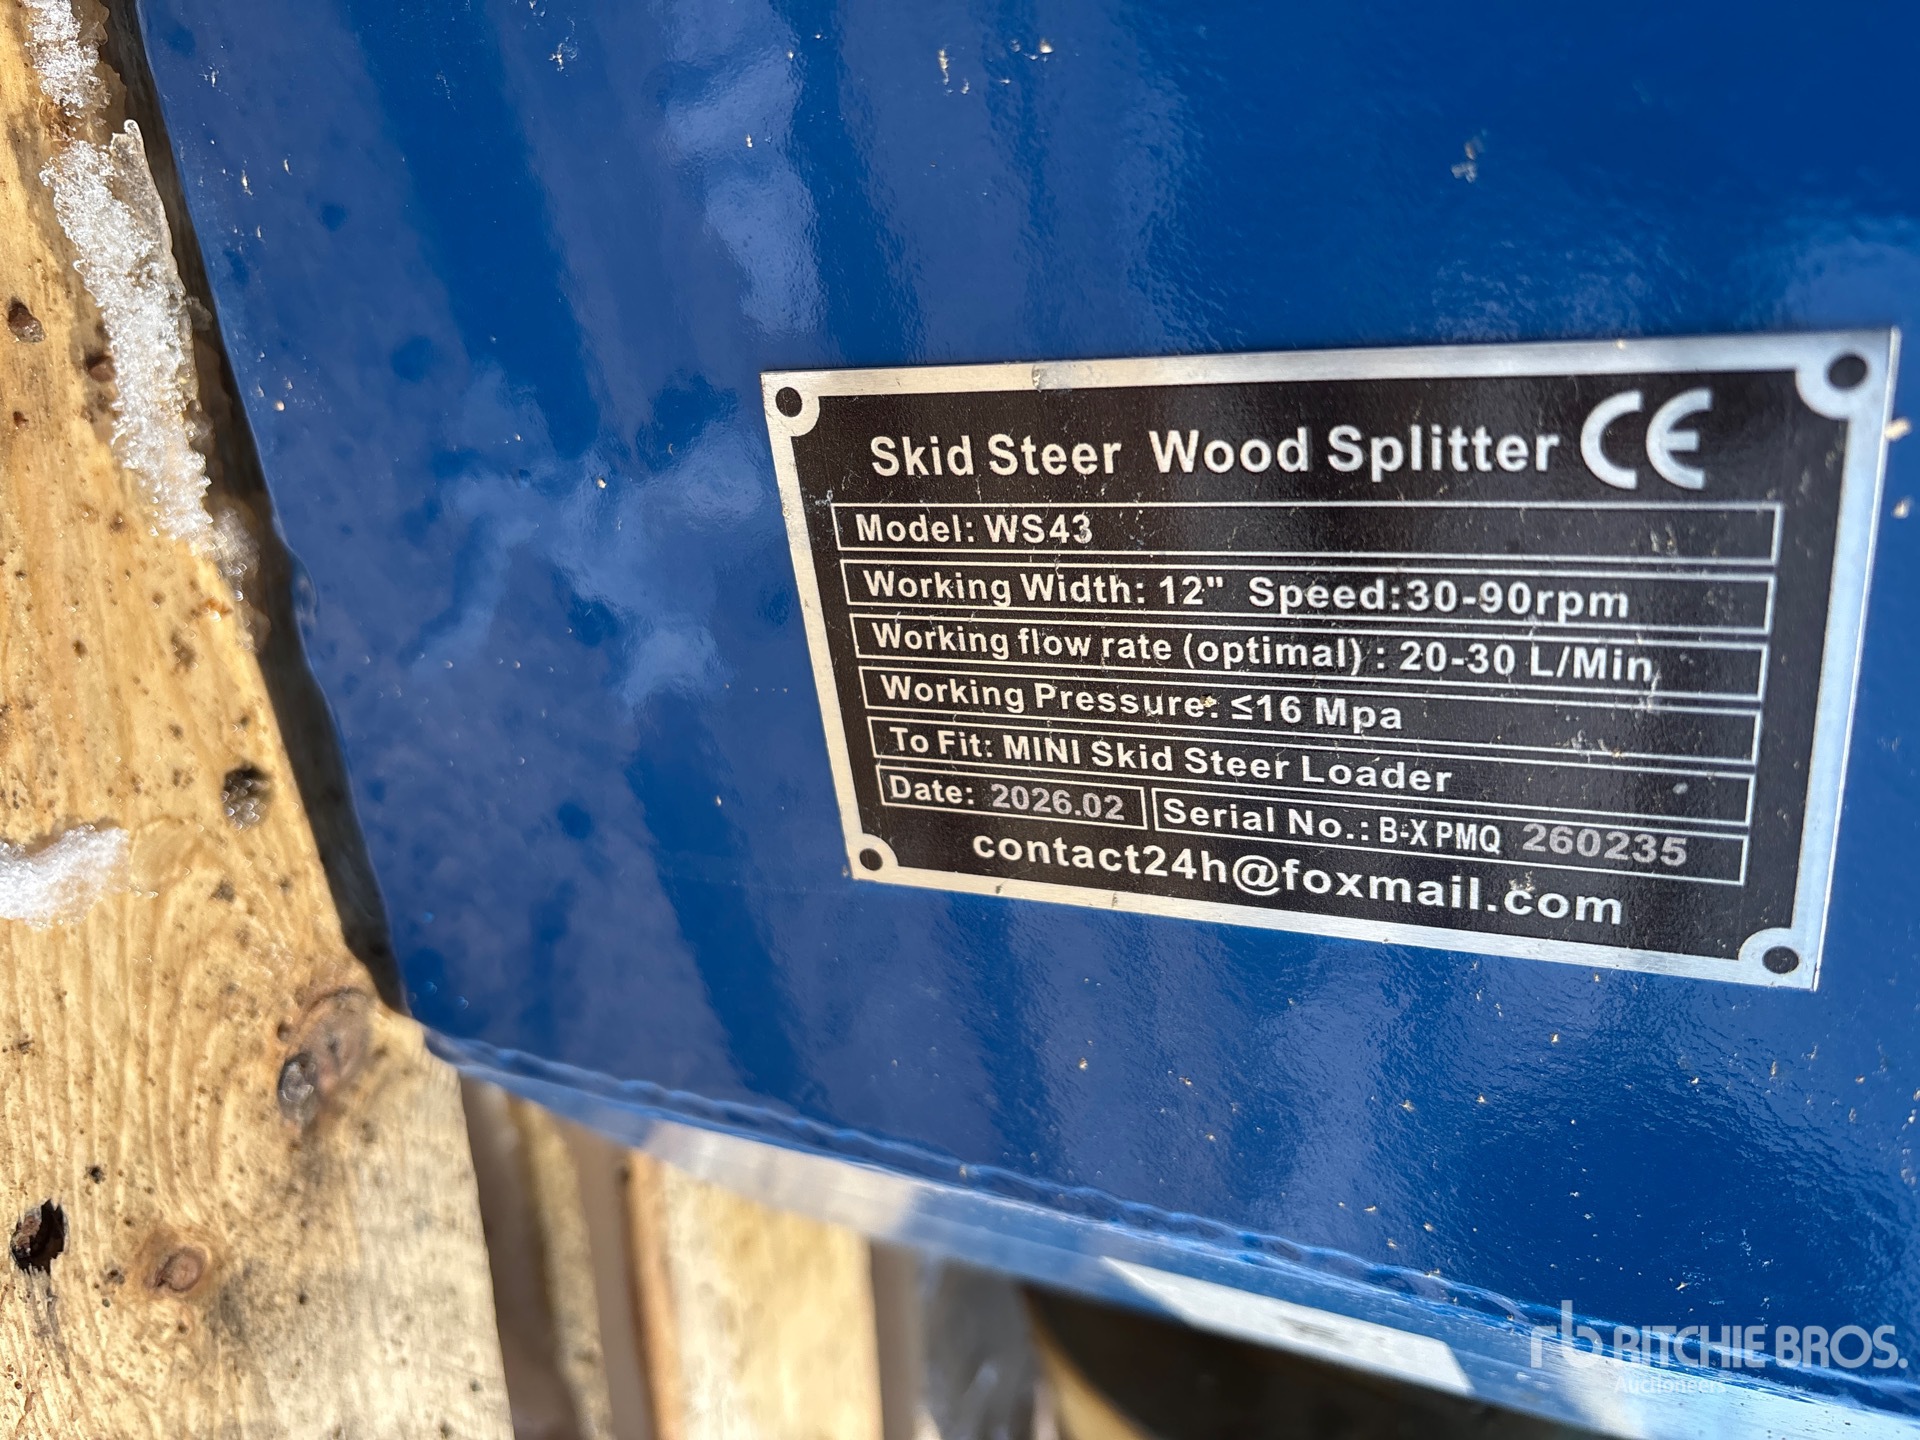 Skid Steer Wood Splitter CE
Model: WS43
Working Width: 12" Speed:30-90rpm
Working flow rate (optimal) : 20-30 L/Min
Working Pressure: ≤16 Mpa
To Fit: MINI Skid Steer Loader
Date: 2026.02 Serial No.: B-XPMQ 260235
contact24h@foxmail.com
rb RITCHIE BROS.
Auctioneers